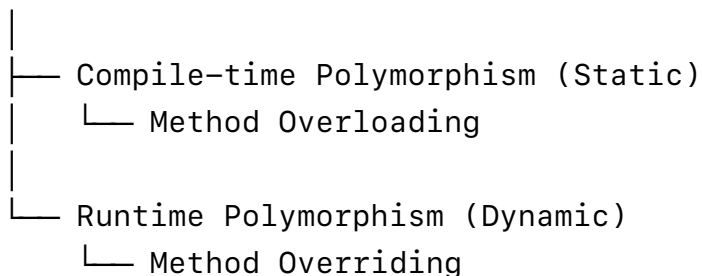 │
├── Compile-time Polymorphism (Static)
│   └── Method Overloading
│
└── Runtime Polymorphism (Dynamic)
    └── Method Overriding